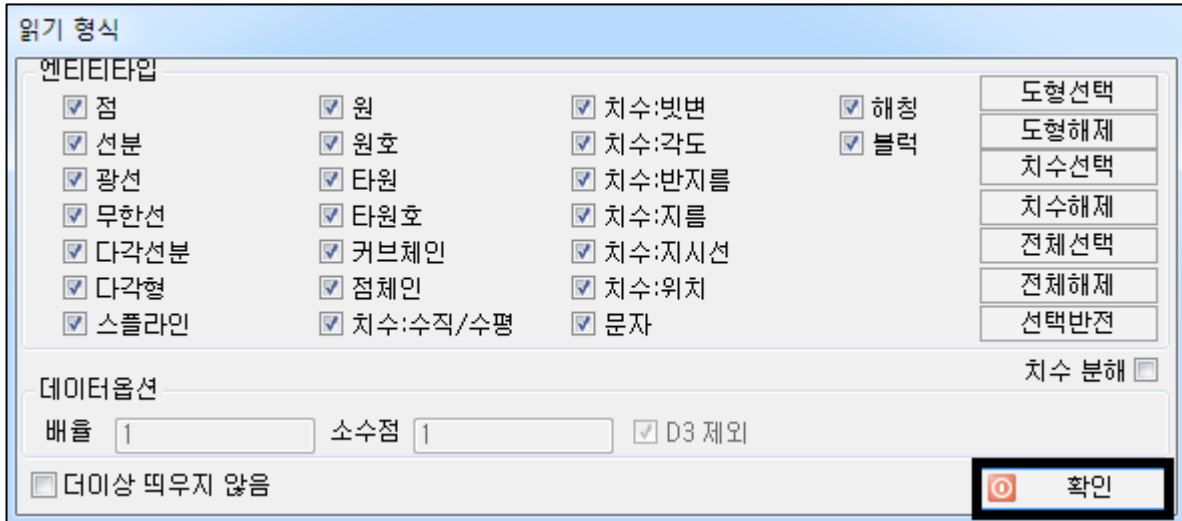 읽기 형식
엔티티타입
점 원 치수:빗변 해칭 도형선택
선분 원호 치수:각도 블럭 도형해제
광선 타원 치수:반지름 치수선택
무한선 타원호 치수:지름 치수해제
다각선분 커브체인 치수:지시선 전체선택
다각형 점체인 치수:위치 전체해제
스플라인 치수:수직/수평 문자 선택반전
치수 분해
데이터옵션
배율 1 소수점 1 D3 제외
더이상 띄우지 않음 확인